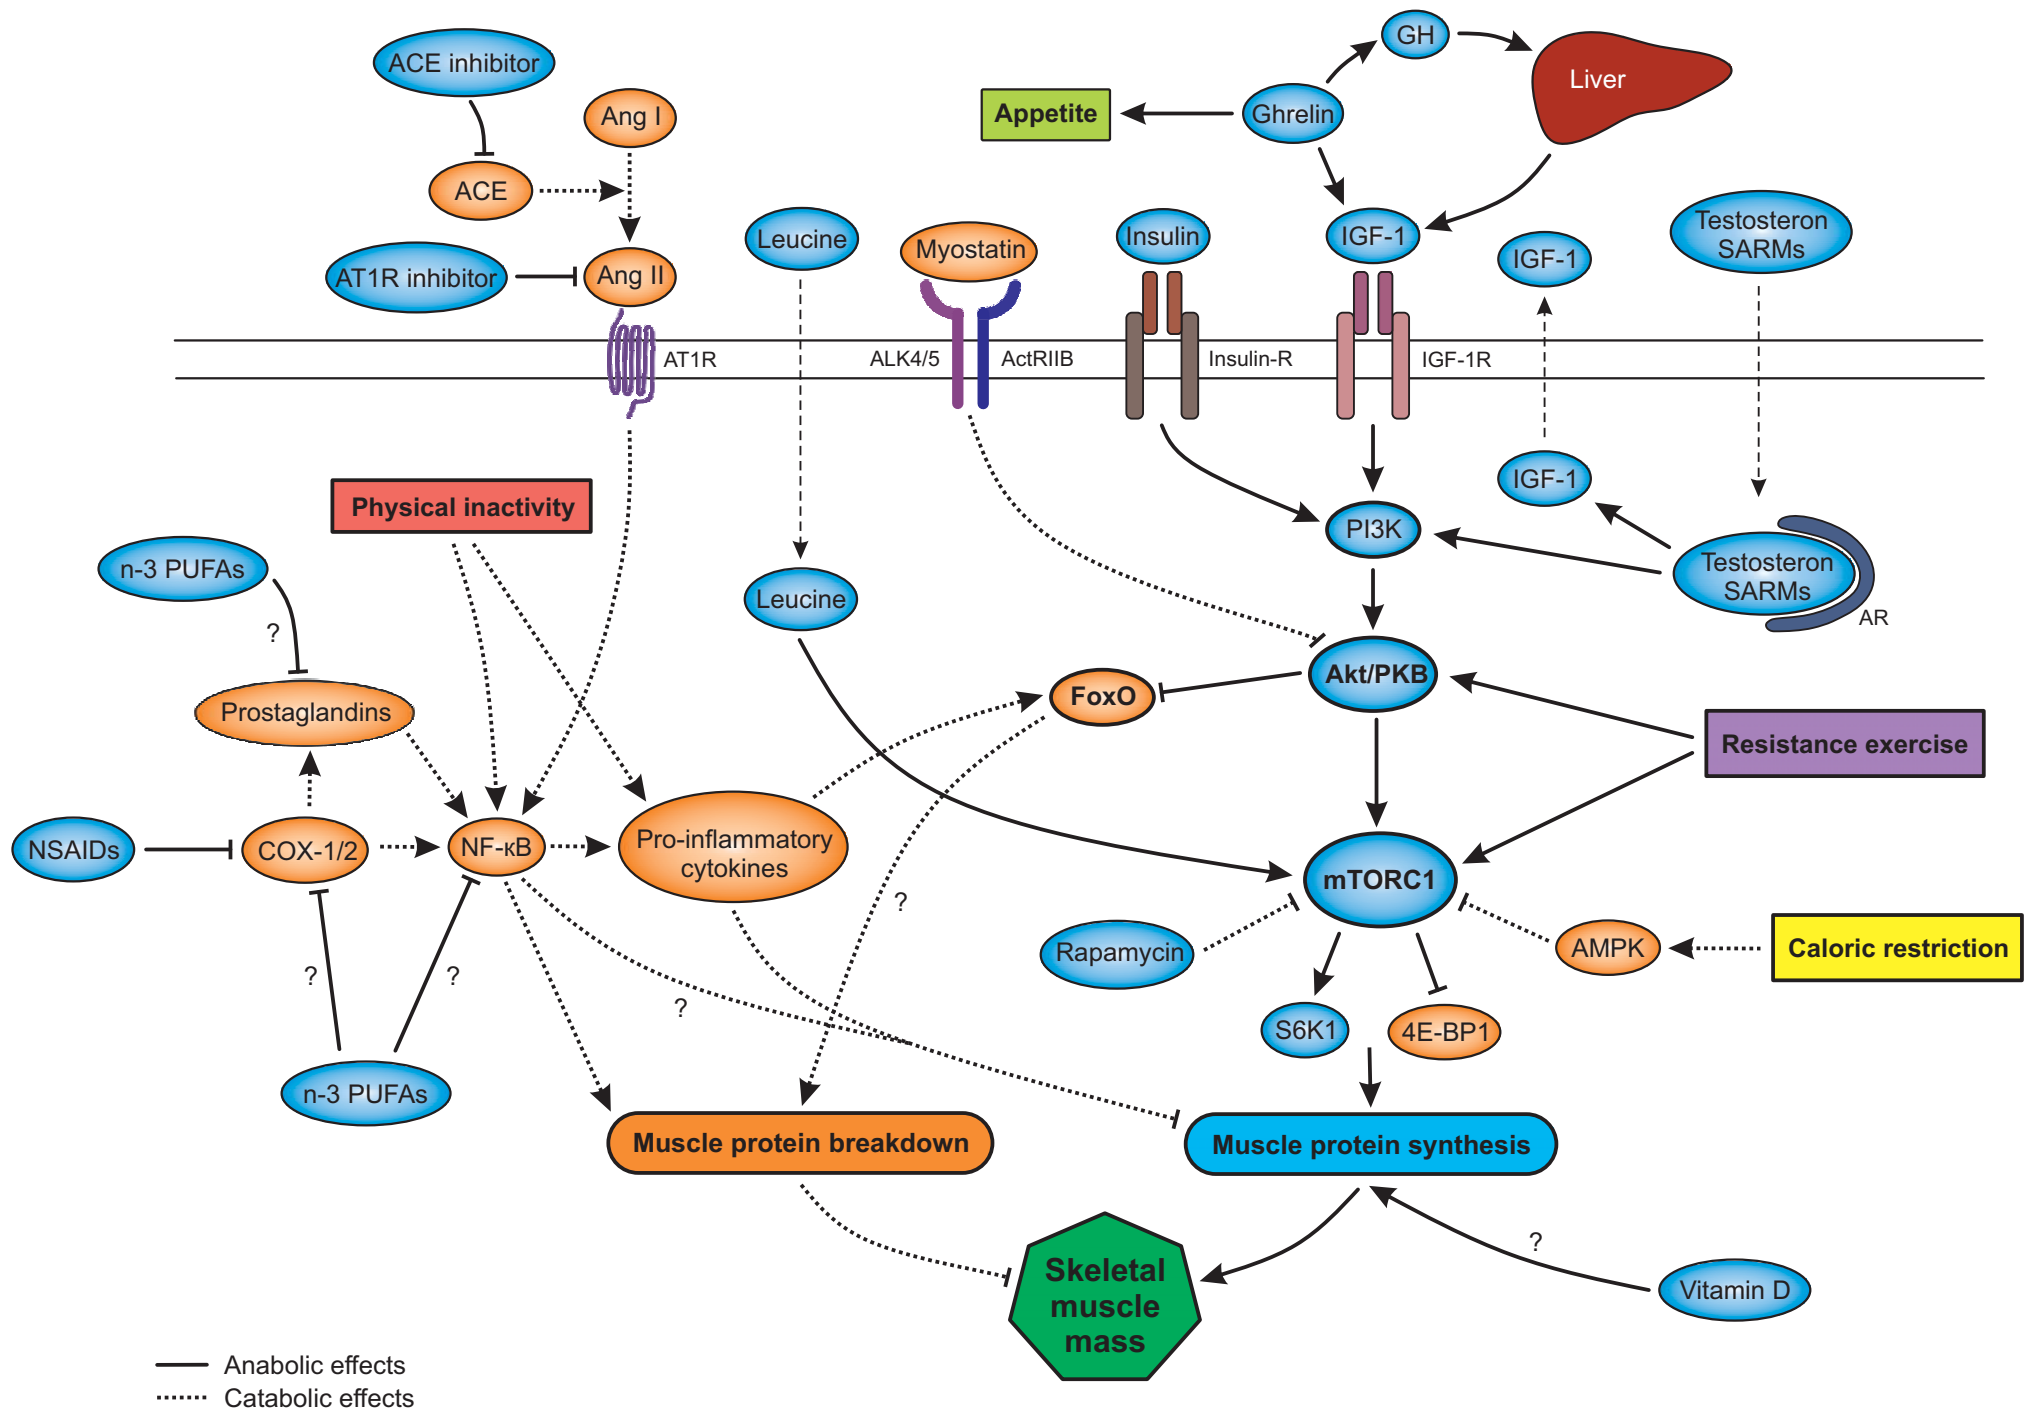 GH
ACE inhibitor
Liver
Ang I
Appetite
Ghrelin
ACE
Testosteron
SARMs
Leucine
Myostatin
Insulin
IGF-1
IGF-1
AT1R inhibitor
Ang II
AT1R
ALK4/5
ActRIIB
Insulin-R
IGF-1R
Physical inactivity
IGF-1
PI3K
n-3 PUFAs
Testosteron
SARMs
Leucine
AR
?
Akt/PKB
FoxO
Prostaglandins
Resistance exercise
NSAIDs
COX-1/2
NF-κB
Pro-inflammatory
cytokines
mTORC1
?
Rapamycin
AMPK
Caloric restriction
?
?
?
S6K1
4E-BP1
n-3 PUFAs
Muscle protein breakdown
Muscle protein synthesis
?
Skeletal
muscle
mass
Vitamin D
Anabolic effects
Catabolic effects